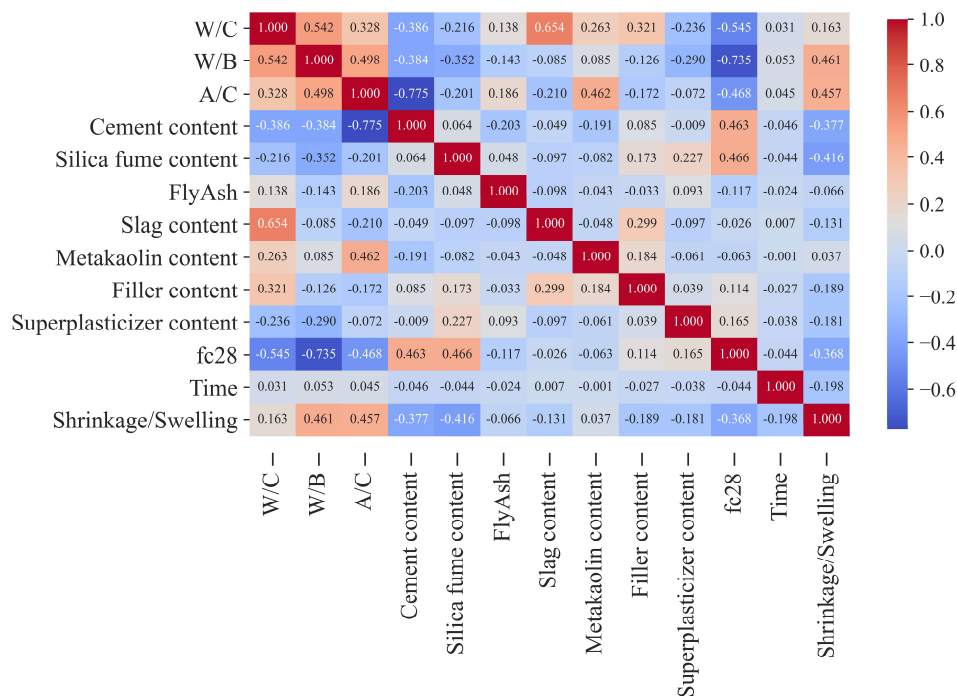 W/C 1.000 0.542 0.328 -0.386 -0.216 0.138 0.654 0.263 0.321 -0.236 -0.545 0.031 0.163
W/B 0.542 1.000 0.498 -0.384 -0.352 -0.143 -0.085 0.085 -0.126 -0.290 -0.735 0.053 0.461
A/C 0.328 0.498 1.000 -0.775 -0.201 0.186 -0.210 0.462 -0.172 -0.072 -0.468 0.045 0.457
Cement content -0.386 -0.384 -0.775 1.000 0.064 -0.203 -0.049 -0.191 0.085 -0.009 0.463 -0.046 -0.377
Silica fume content -0.216 -0.352 -0.201 0.064 1.000 0.048 -0.097 -0.082 0.173 0.227 0.466 -0.044 -0.416
FlyAsh 0.138 -0.143 0.186 -0.203 0.048 1.000 -0.098 -0.043 -0.033 0.093 -0.117 -0.024 -0.066
Slag content 0.654 -0.085 -0.210 -0.049 -0.097 -0.098 1.000 -0.048 0.299 -0.097 -0.026 0.007 -0.131
Metakaolin content 0.263 0.085 0.462 -0.191 -0.082 -0.043 -0.048 1.000 0.184 -0.061 -0.063 -0.001 0.037
Filler content 0.321 -0.126 -0.172 0.085 0.173 -0.033 0.299 0.184 1.000 0.039 0.114 -0.027 -0.189
Superplasticizer content -0.236 -0.290 -0.072 -0.009 0.227 0.093 -0.097 -0.061 0.039 1.000 0.165 -0.038 -0.181
fc28 -0.545 -0.735 -0.468 0.463 0.466 -0.117 -0.026 -0.063 0.114 0.165 1.000 -0.044 -0.368
Time 0.031 0.053 0.045 -0.046 -0.044 -0.024 0.007 -0.001 -0.027 -0.038 -0.044 1.000 -0.198
Shrinkage/Swelling 0.163 0.461 0.457 -0.377 -0.416 -0.066 -0.131 0.037 -0.189 -0.181 -0.368 -0.198 1.000
W/C
W/B
A/C
Cement content
Silica fume content
FlyAsh
Slag content
Metakaolin content
Filler content
Superplasticizer content
fc28
Time
Shrinkage/Swelling
1.0
0.8
0.6
0.4
0.2
0.0
−0.2
−0.4
−0.6